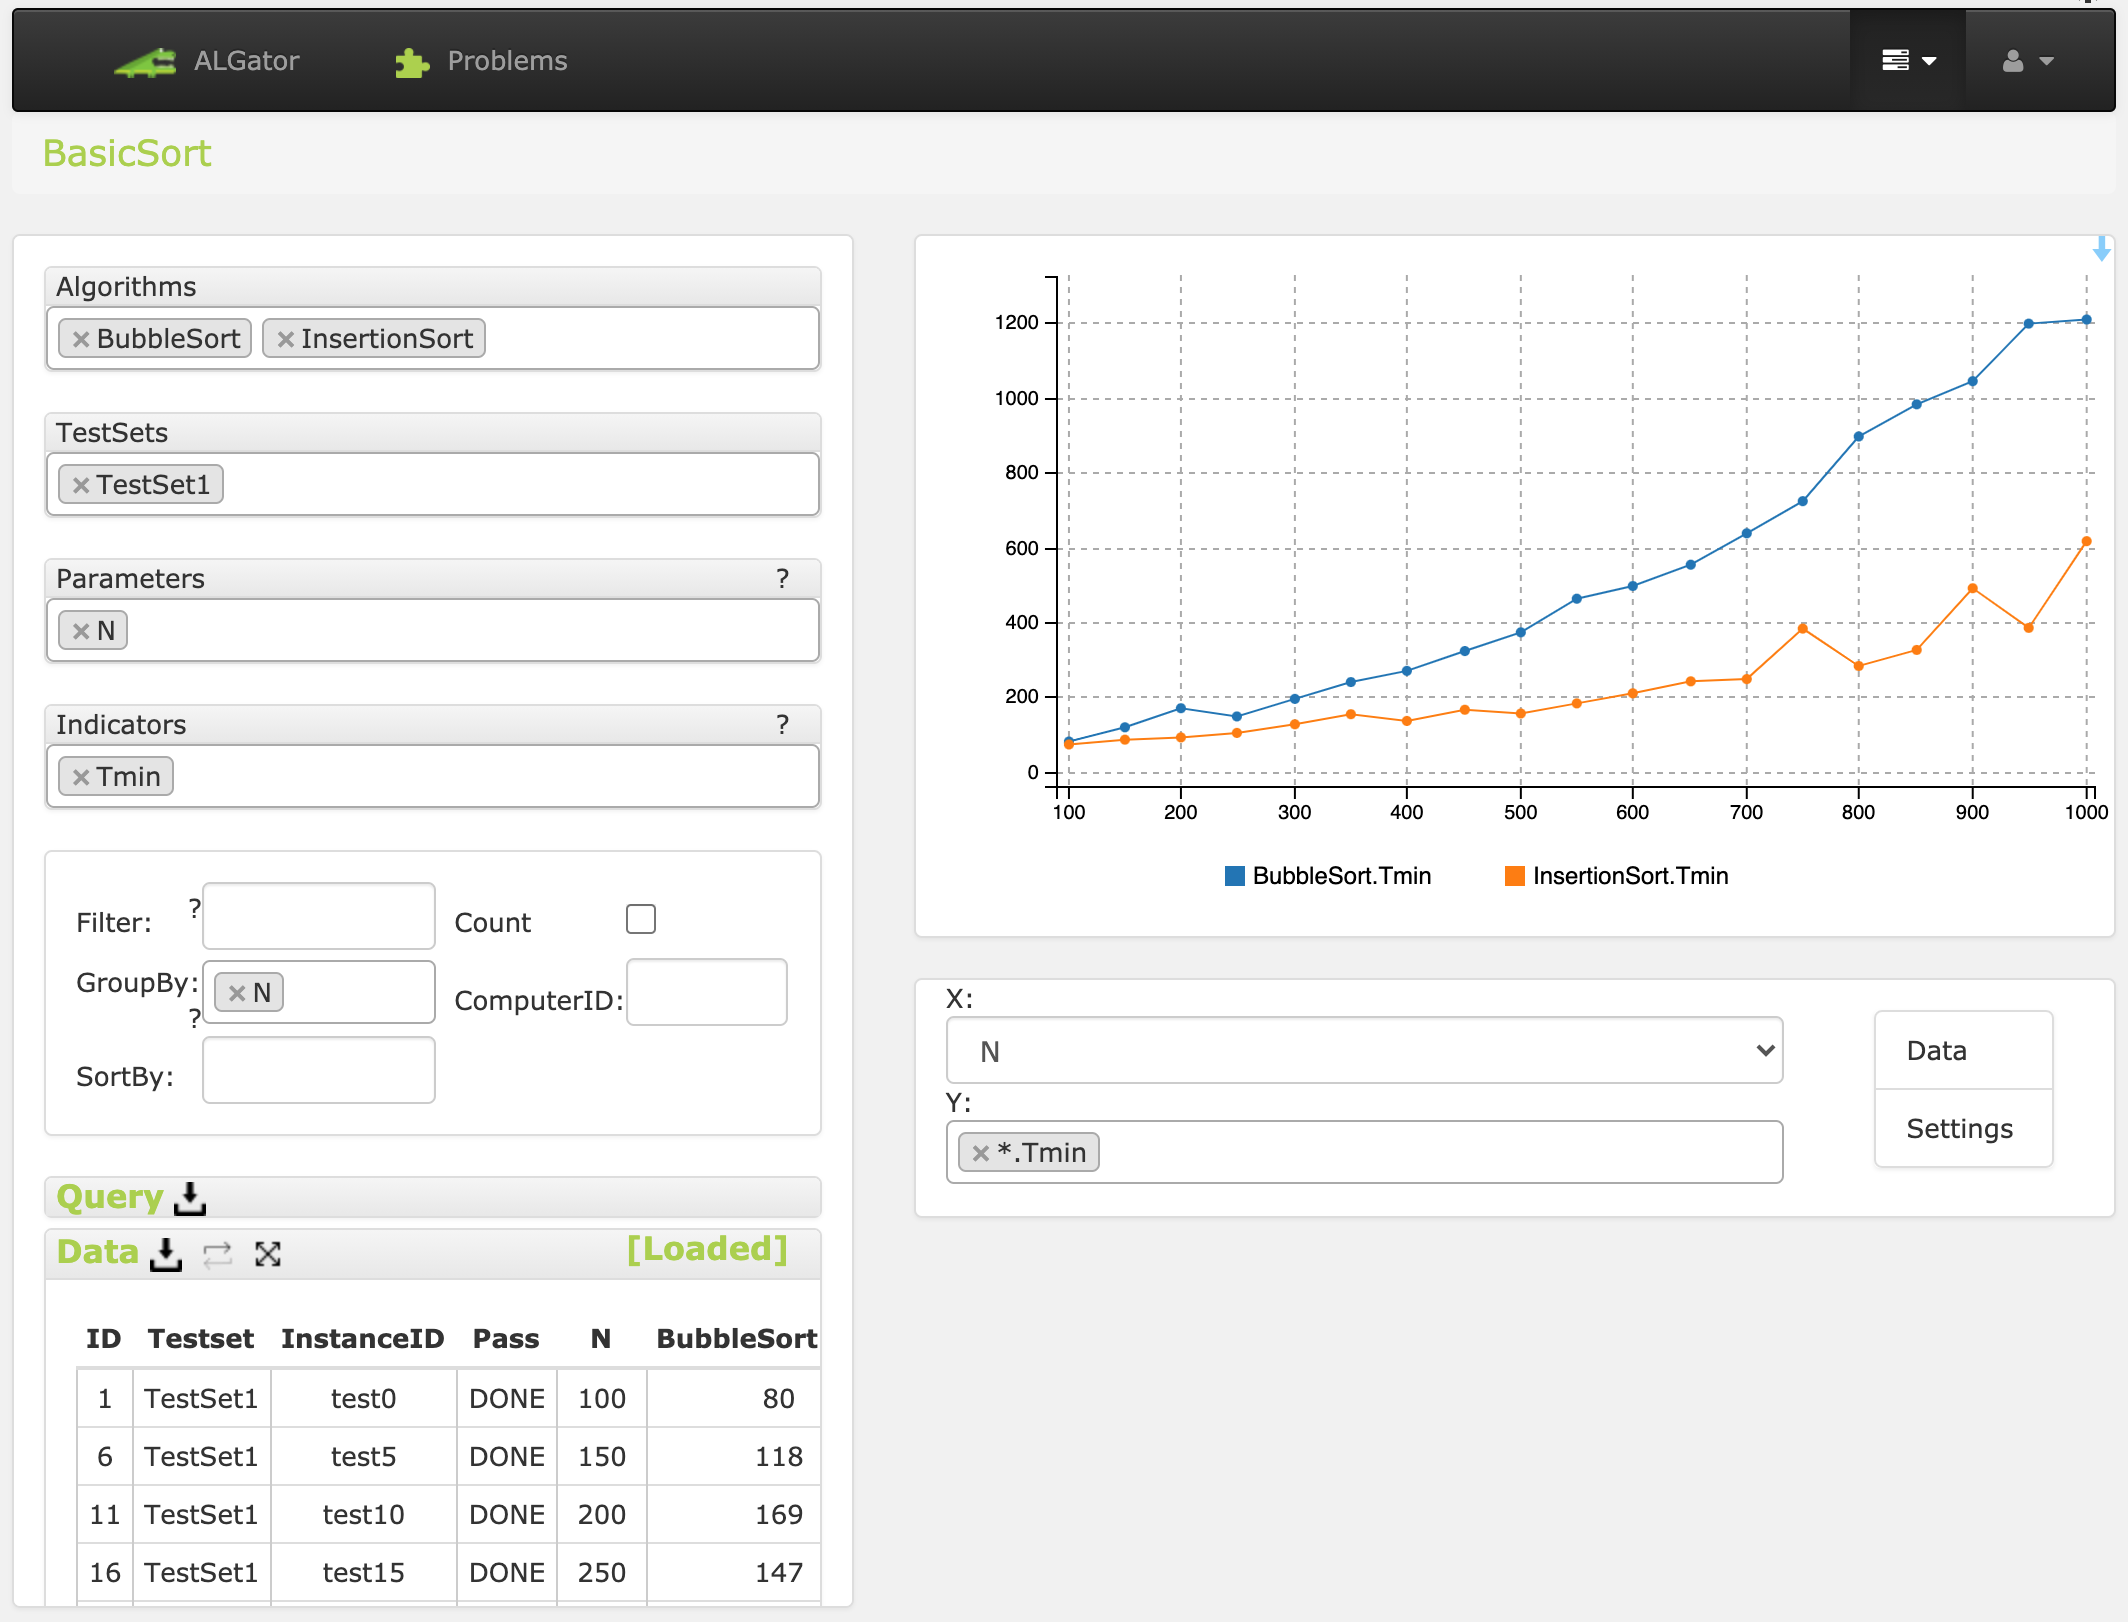 ALGator Problems
BasicSort
Algorithms
× BubbleSort × InsertionSort
TestSets
× TestSet1
Parameters ?
× N
Indicators ?
× Tmin
Filter: ? Count
GroupBy: ? × N ComputerID:
SortBy:
Query
Data [Loaded]
ID Testset InstanceID Pass N BubbleSort
1 TestSet1 test0 DONE 100 80
6 TestSet1 test5 DONE 150 118
11 TestSet1 test10 DONE 200 169
16 TestSet1 test15 DONE 250 147
1200
1000
800
600
400
200
0
100 200 300 400 500 600 700 800 900 1000
BubbleSort.Tmin InsertionSort.Tmin
X:
N
Y:
× *.Tmin
Data
Settings